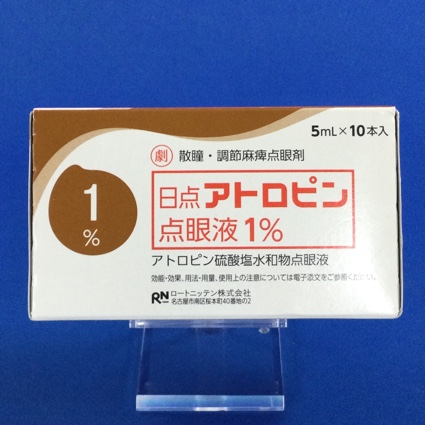 5mL×10本入
劇 散瞳・調節麻痺点眼剤
1
%
日点アトロピン
点眼液1%
アトロピン硫酸塩水和物点眼液
効能・効果、用法・用量、使用上の注意については電子添文をご参照ください。
RN ロートニッテン株式会社
名古屋市南区桜本町40番地の2